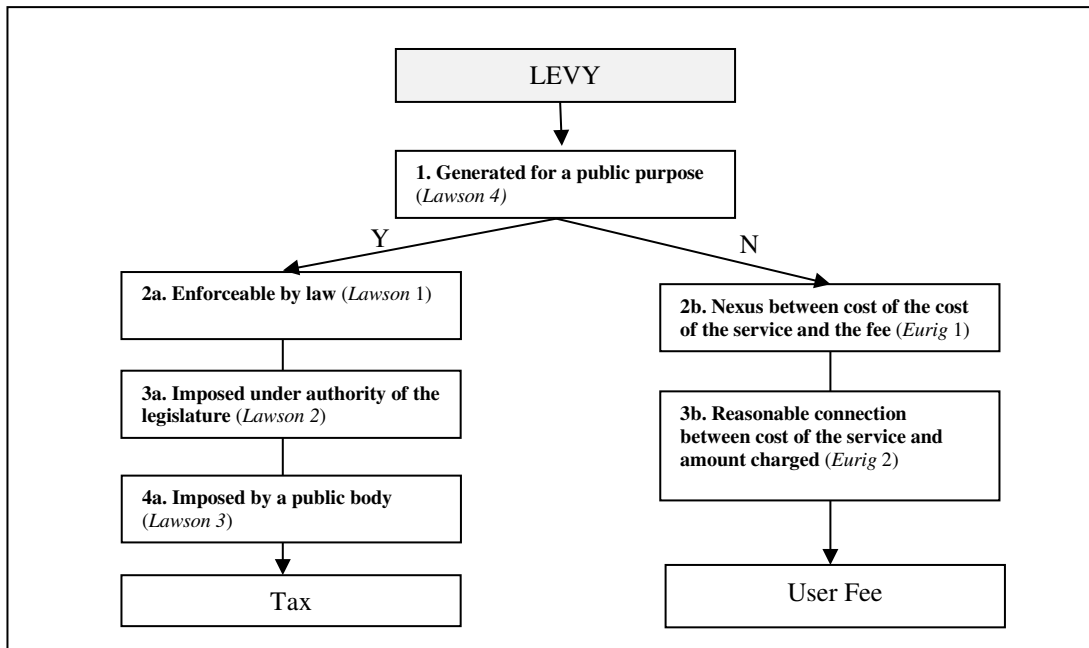 LEVY
1. Generated for a public purpose
(Lawson 4)
Y
N
2a. Enforceable by law (Lawson 1)
2b. Nexus between cost of the cost
of the service and the fee (Eurig 1)
3a. Imposed under authority of the
legislature (Lawson 2)
3b. Reasonable connection
between cost of the service and
amount charged (Eurig 2)
4a. Imposed by a public body
(Lawson 3)
Tax
User Fee